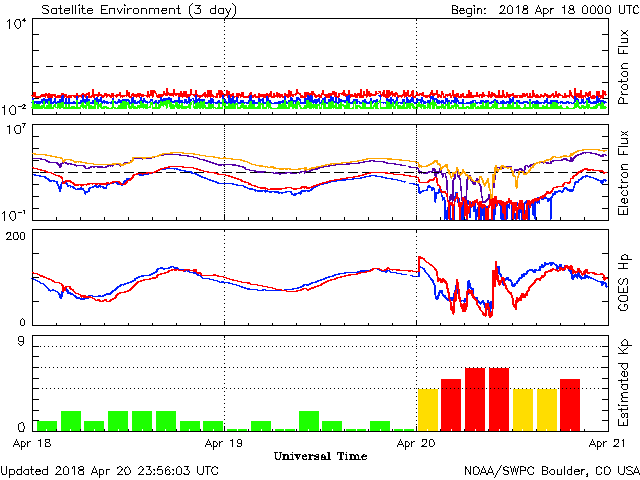 Satellite Environment (3 day) Begin: 2018 Apr 18 0000 UTC
10⁴
10⁻²
Proton Flux
10⁷
10⁻¹
Electron Flux
200
0
GOES Hp
9
0
Estimated Kp
Apr 18 Apr 19 Apr 20 Apr 21
Universal Time
Updated 2018 Apr 20 23:56:03 UTC NOAA/SWPC Boulder, CO USA